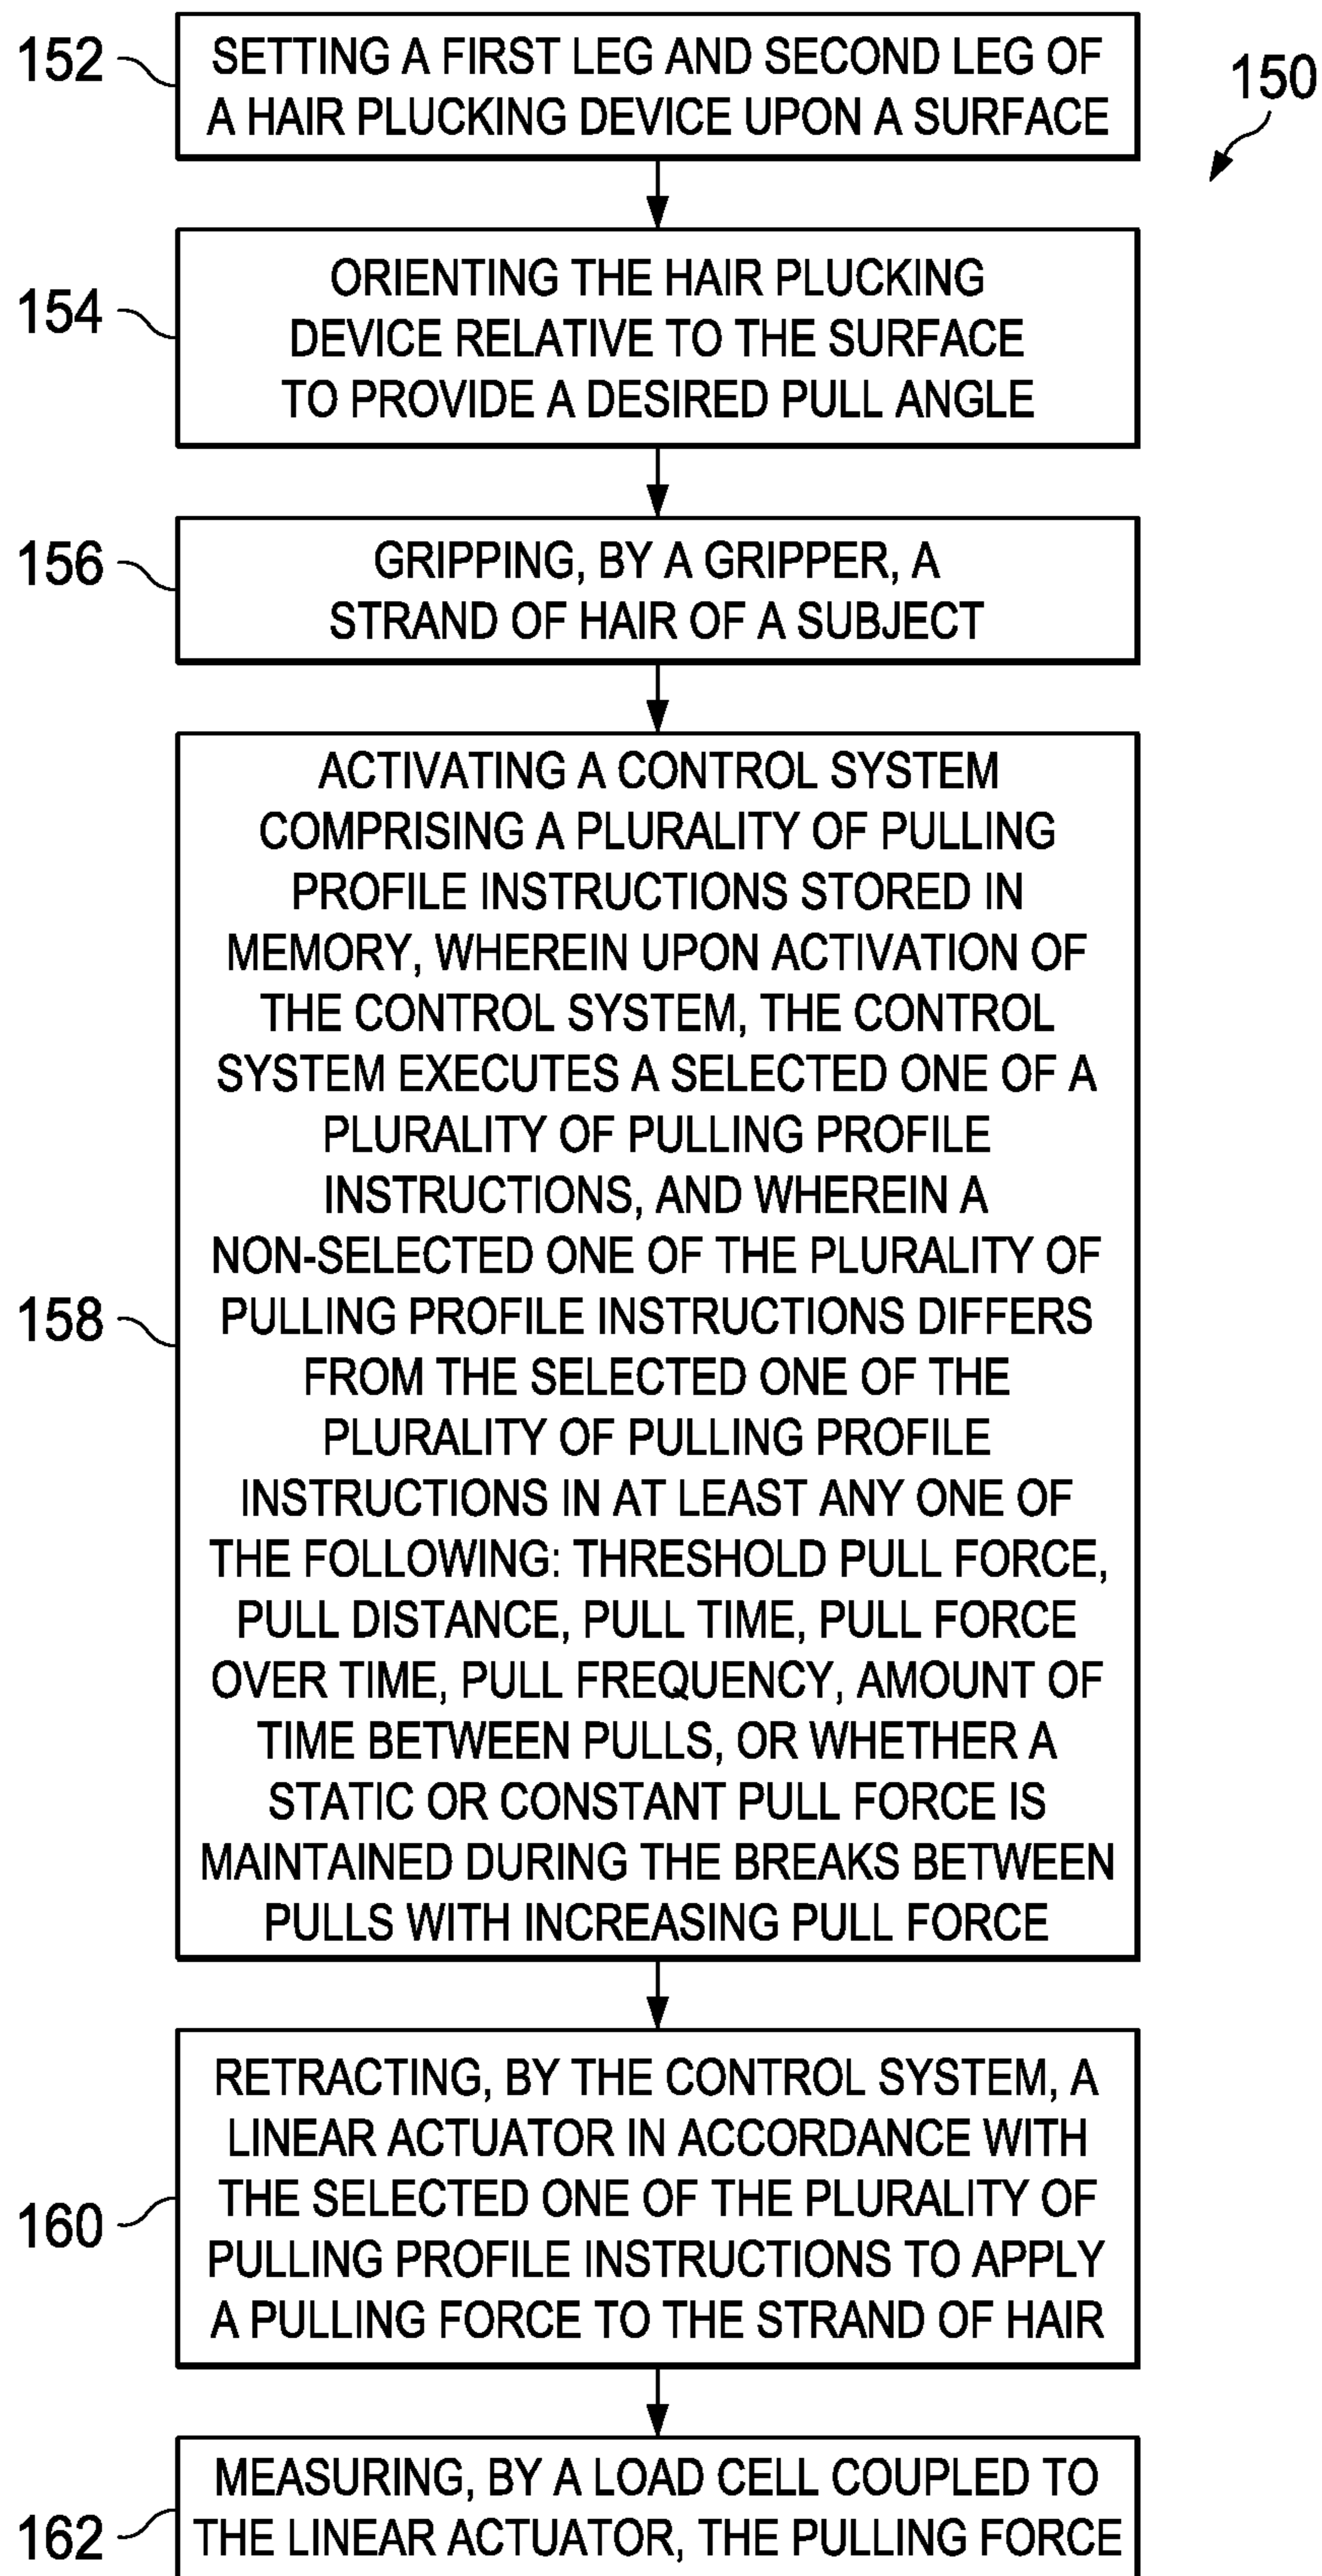 152
SETTING A FIRST LEG AND SECOND LEG OF
A HAIR PLUCKING DEVICE UPON A SURFACE
150
154
ORIENTING THE HAIR PLUCKING
DEVICE RELATIVE TO THE SURFACE
TO PROVIDE A DESIRED PULL ANGLE
156
GRIPPING, BY A GRIPPER, A
STRAND OF HAIR OF A SUBJECT
158
ACTIVATING A CONTROL SYSTEM
COMPRISING A PLURALITY OF PULLING
PROFILE INSTRUCTIONS STORED IN
MEMORY, WHEREIN UPON ACTIVATION OF
THE CONTROL SYSTEM, THE CONTROL
SYSTEM EXECUTES A SELECTED ONE OF A
PLURALITY OF PULLING PROFILE
INSTRUCTIONS, AND WHEREIN A
NON-SELECTED ONE OF THE PLURALITY OF
PULLING PROFILE INSTRUCTIONS DIFFERS
FROM THE SELECTED ONE OF THE
PLURALITY OF PULLING PROFILE
INSTRUCTIONS IN AT LEAST ANY ONE OF
THE FOLLOWING: THRESHOLD PULL FORCE,
PULL DISTANCE, PULL TIME, PULL FORCE
OVER TIME, PULL FREQUENCY, AMOUNT OF
TIME BETWEEN PULLS, OR WHETHER A
STATIC OR CONSTANT PULL FORCE IS
MAINTAINED DURING THE BREAKS BETWEEN
PULLS WITH INCREASING PULL FORCE
160
RETRACTING, BY THE CONTROL SYSTEM, A
LINEAR ACTUATOR IN ACCORDANCE WITH
THE SELECTED ONE OF THE PLURALITY OF
PULLING PROFILE INSTRUCTIONS TO APPLY
A PULLING FORCE TO THE STRAND OF HAIR
162
MEASURING, BY A LOAD CELL COUPLED TO
THE LINEAR ACTUATOR, THE PULLING FORCE